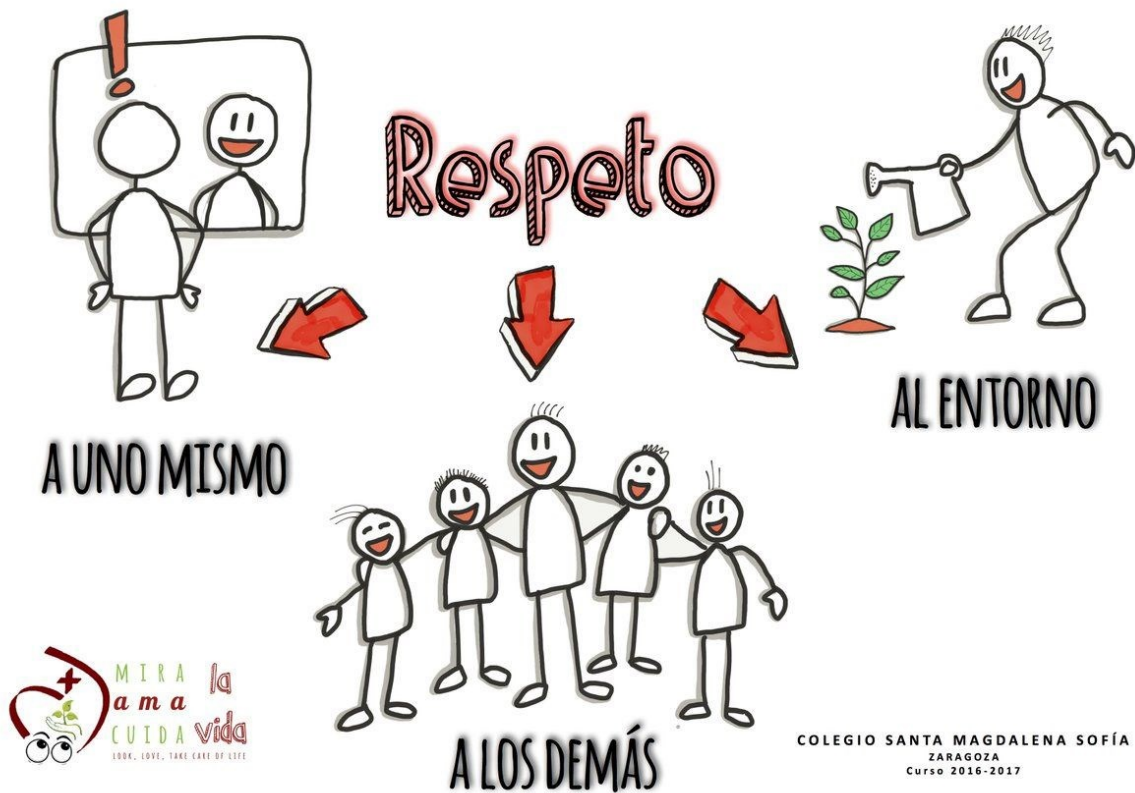 Respeto
A UNO MISMO
AL ENTORNO
A LOS DEMÁS
MIRA
ama
CUIDA
la
vida
LOOK, LOVE, TAKE CARE OF LIFE
COLEGIO SANTA MAGDALENA SOFÍA
ZARAGOZA
Curso 2016-2017